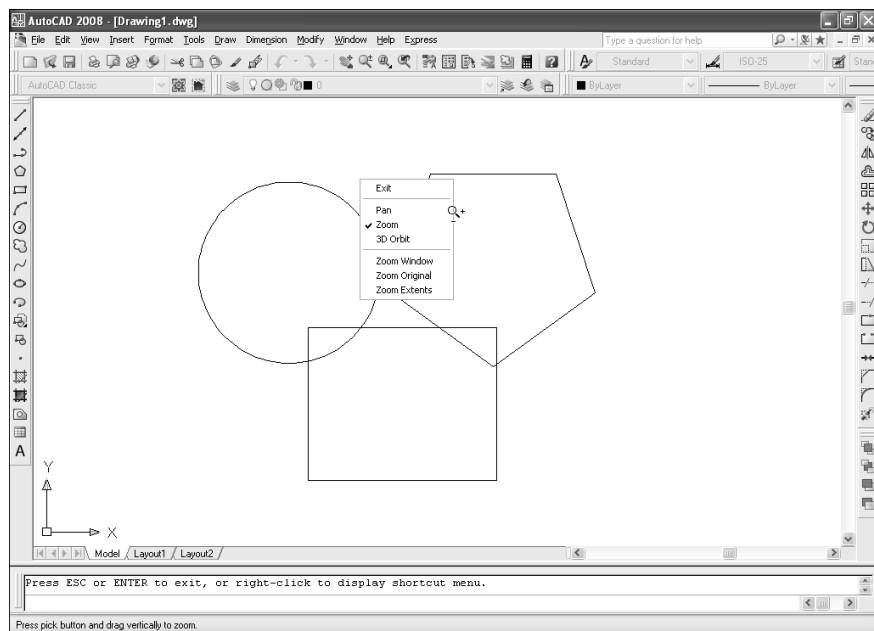 AutoCAD 2008 - [Drawing1.dwg]
File Edit View Insert Format Tools Draw Dimension Modify Window Help Express
Type a question for help
Standard
ISO-25
Stan
AutoCAD Classic
0
ByLayer
ByLayer
Exit
Pan
Zoom
3D Orbit
Zoom Window
Zoom Original
Zoom Extents
A
Y
X
Model Layout1 Layout2
Press ESC or ENTER to exit, or right-click to display shortcut menu.
Press pick button and drag vertically to zoom.